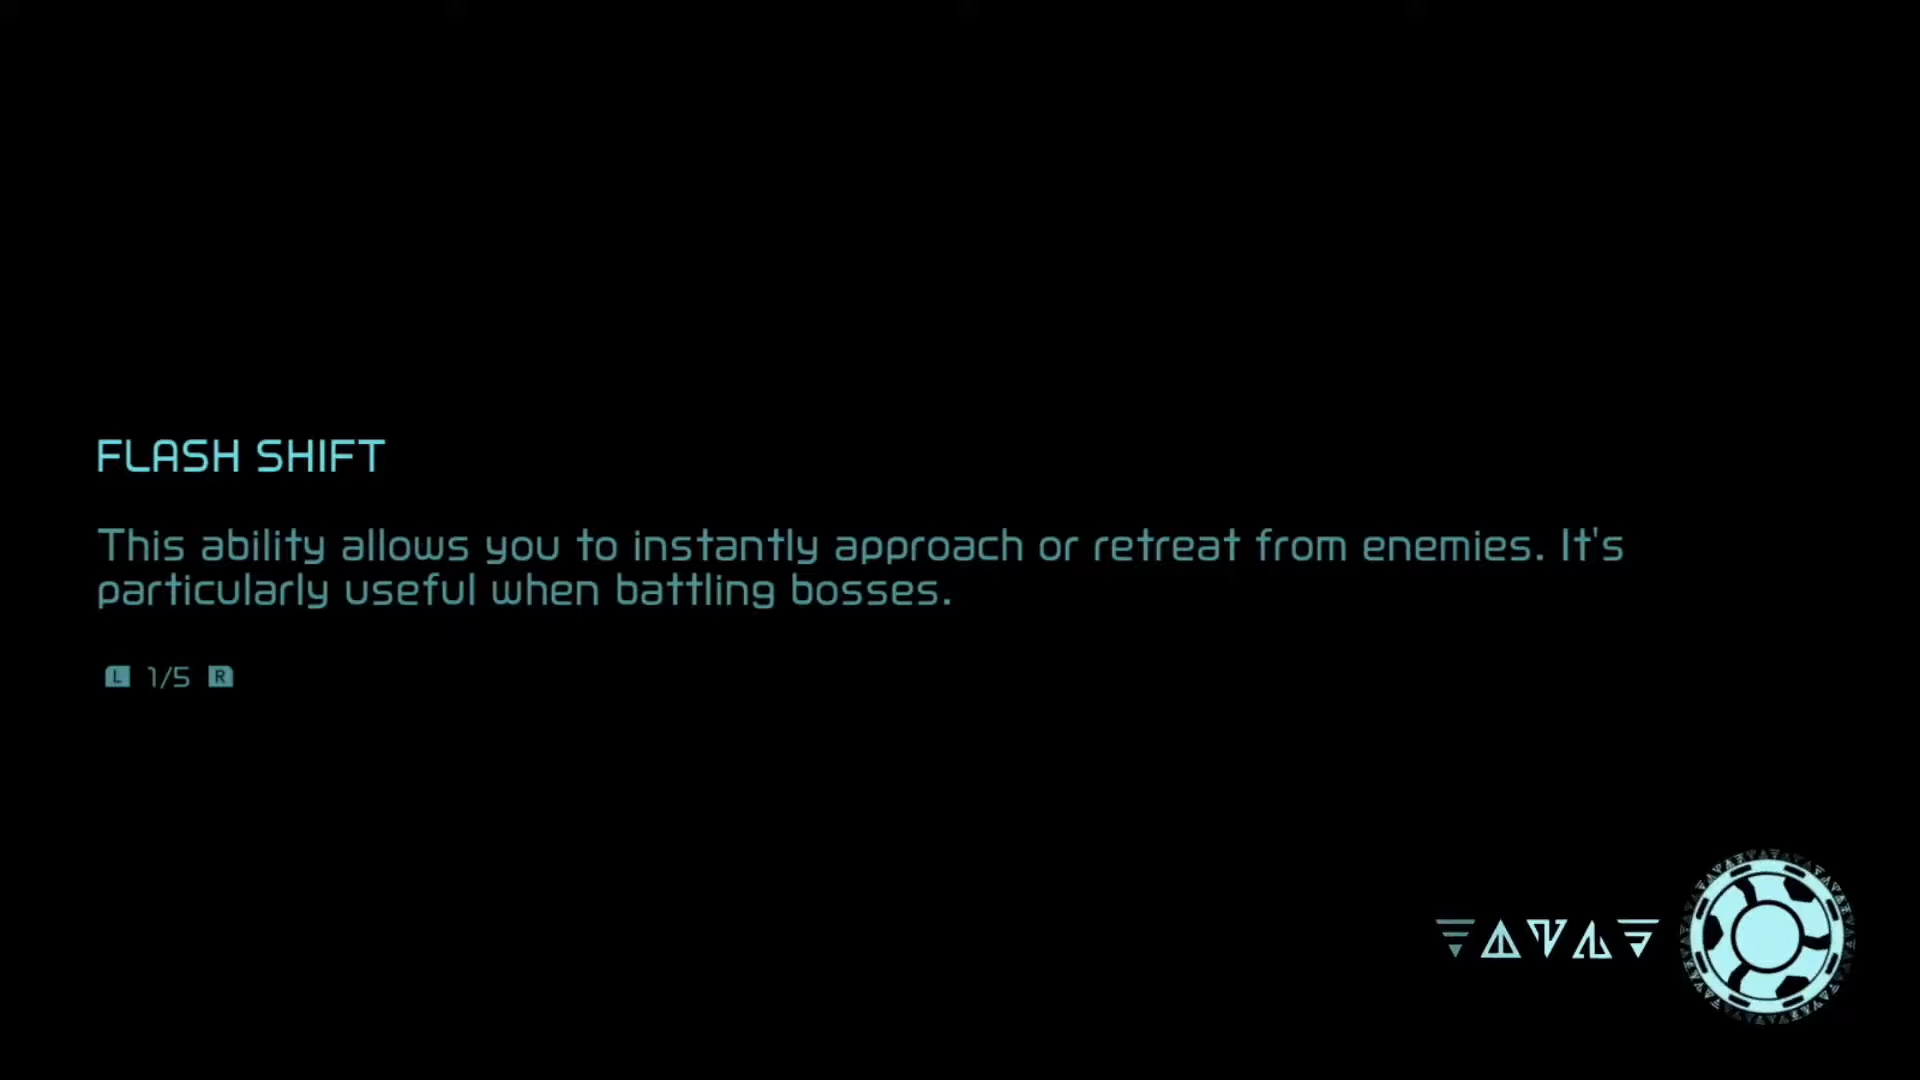 FLASH SHIFT
This ability allows you to instantly approach or retreat from enemies. It's
particularly useful when battling bosses.
L 1/5 R